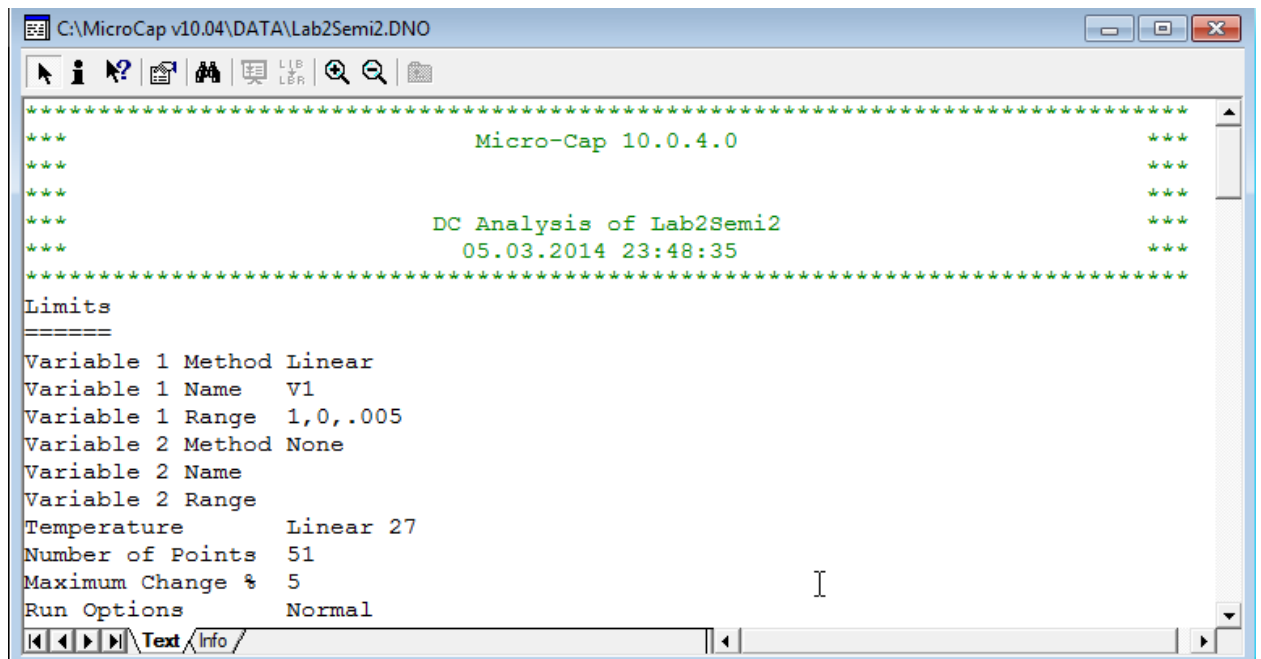 C:\MicroCap v10.04\DATA\Lab2Semi2.DNO
LIB
LBR
********************************************************************************
*** Micro-Cap 10.0.4.0 ***
*** ***
*** ***
*** DC Analysis of Lab2Semi2 ***
*** 05.03.2014 23:48:35 ***
********************************************************************************
Limits
======
Variable 1 Method Linear
Variable 1 Name V1
Variable 1 Range 1,0,.005
Variable 2 Method None
Variable 2 Name
Variable 2 Range
Temperature Linear 27
Number of Points 51
Maximum Change % 5
Run Options Normal
Text Info